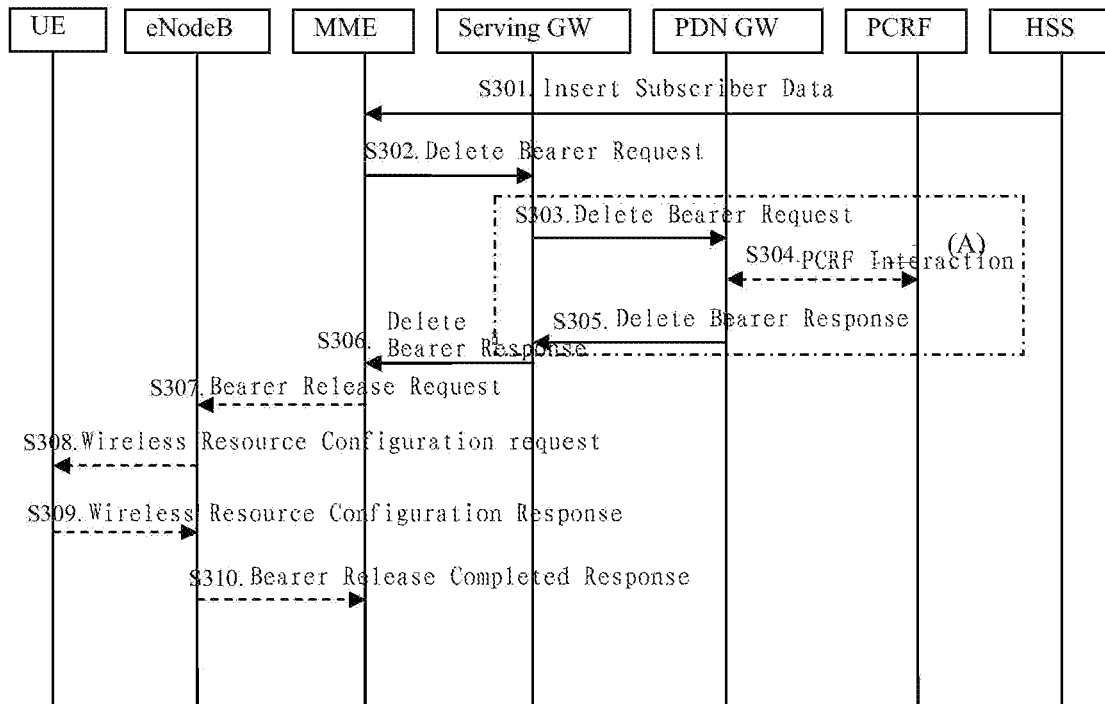 UE eNodeB MME Serving GW PDN GW PCRF HSS
S301. Insert Subscriber Data
S302. Delete Bearer Request
S303. Delete Bearer Request
(A)
S304. PCRF Interaction
S305. Delete Bearer Response
S306. Delete
Bearer Response
S307. Bearer Release Request
S308. Wireless Resource Configuration request
S309. Wireless Resource Configuration Response
S310. Bearer Release Completed Response